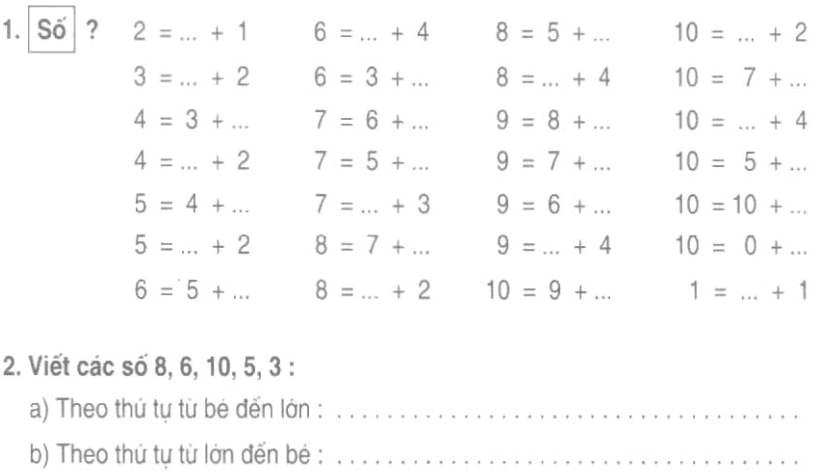 1. Số ? 2 = ... + 1 6 = ... + 4 8 = 5 + ... 10 = ... + 2
3 = ... + 2 6 = 3 + ... 8 = ... + 4 10 = 7 + ...
4 = 3 + ... 7 = 6 + ... 9 = 8 + ... 10 = ... + 4
4 = ... + 2 7 = 5 + ... 9 = 7 + ... 10 = 5 + ...
5 = 4 + ... 7 = ... + 3 9 = 6 + ... 10 = 10 + ...
5 = ... + 2 8 = 7 + ... 9 = ... + 4 10 = 0 + ...
6 = 5 + ... 8 = ... + 2 10 = 9 + ... 1 = ... + 1
2. Viết các số 8, 6, 10, 5, 3 :
a) Theo thứ tự từ bé đến lớn : ........................................
b) Theo thứ tự từ lớn đến bé : ........................................